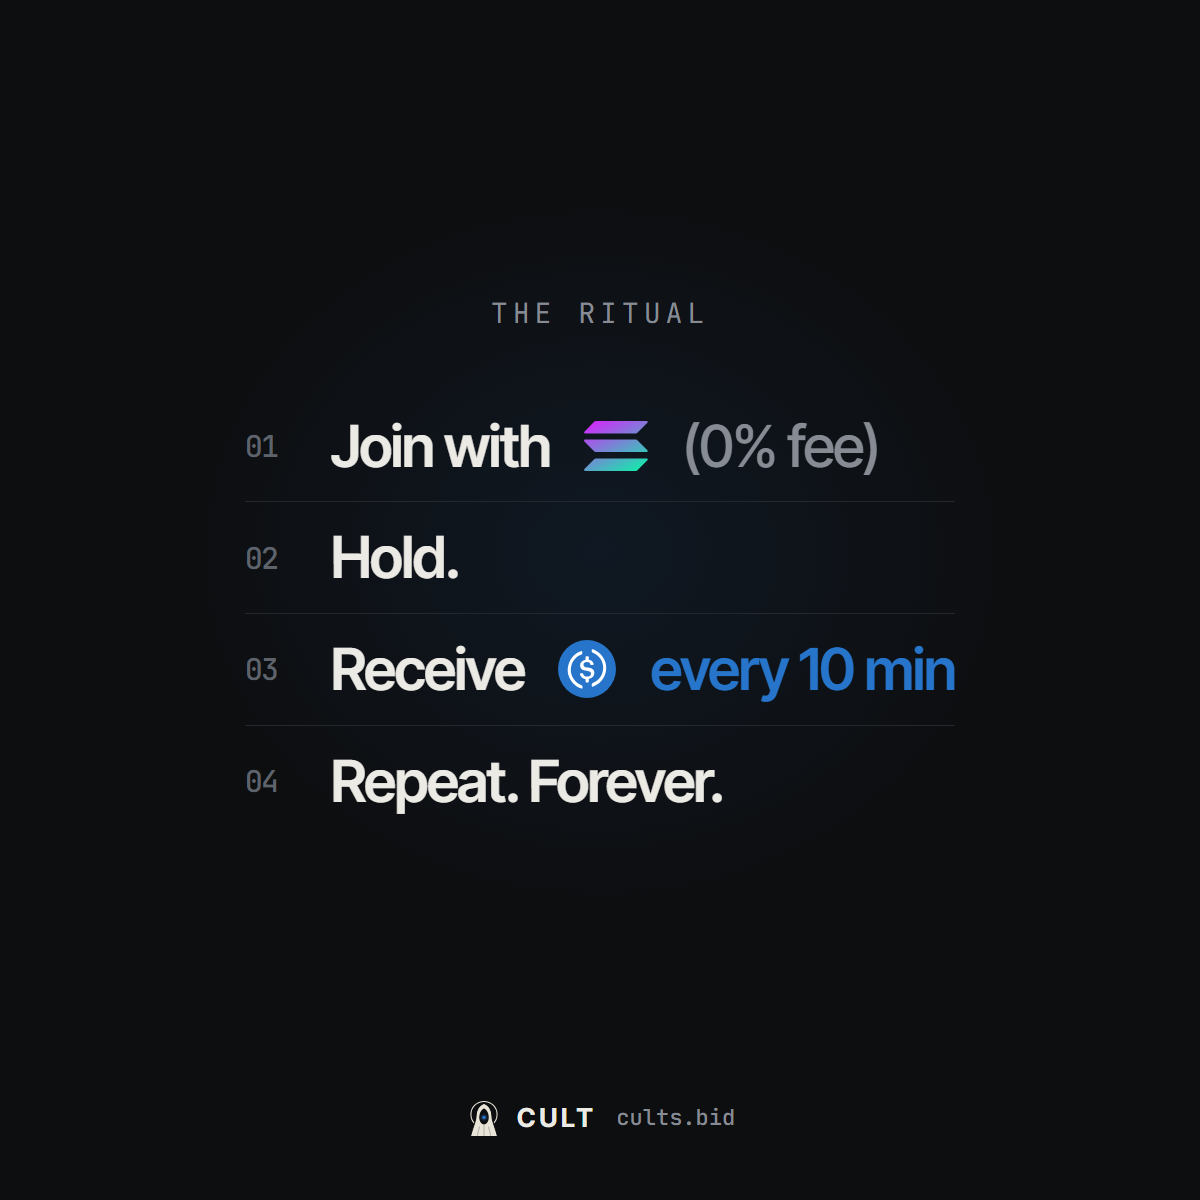 THE RITUAL
01 Join with (0% fee)
02 Hold.
03 Receive $ every 10 min
04 Repeat. Forever.
CULT cults.bid